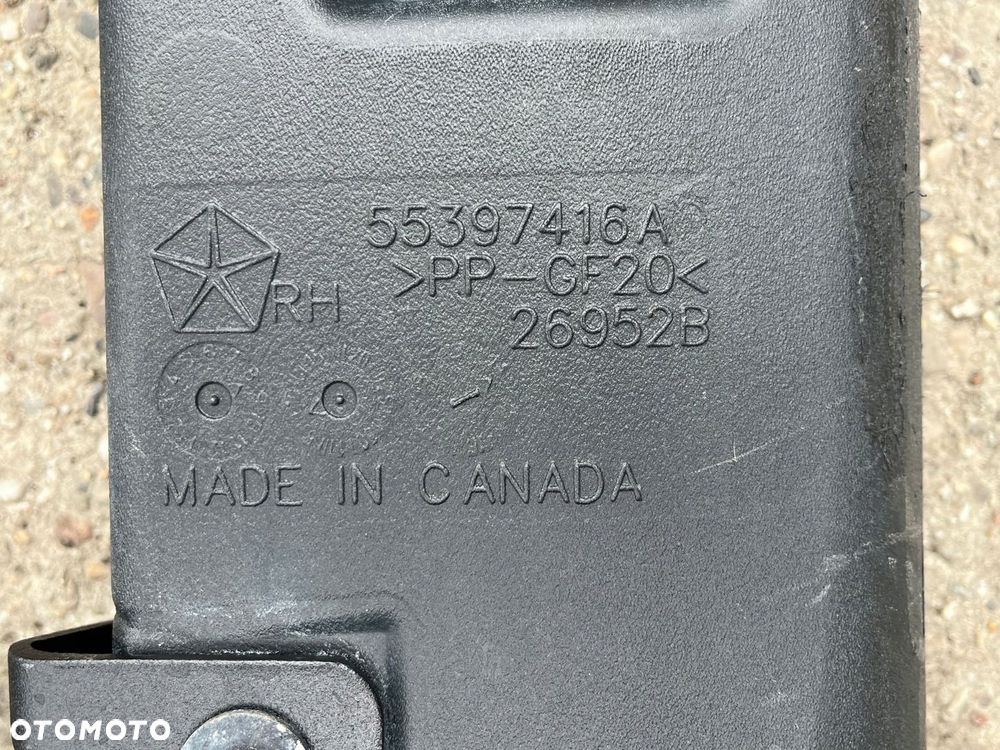 55397416A
>PP-GF20<
RH
26952B
MADE IN CANADA
OTOMOTO